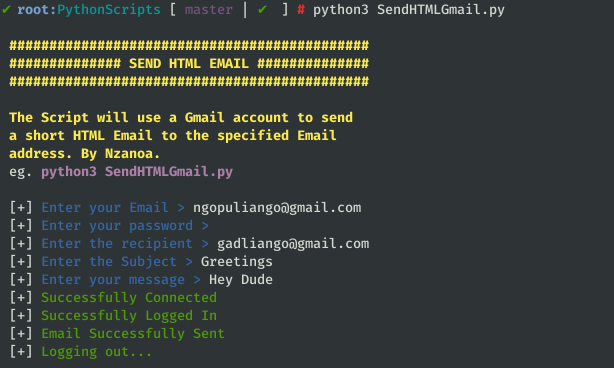 ✔ root:PythonScripts [ master | ✔ ] # python3 SendHTMLGmail.py
#############################################
############## SEND HTML EMAIL ##############
#############################################
The Script will use a Gmail account to send
a short HTML Email to the specified Email
address. By Nzanoa.
eg. python3 SendHTMLGmail.py
[+] Enter your Email > ngopuliango@gmail.com
[+] Enter your password >
[+] Enter the recipient > gadliango@gmail.com
[+] Enter the Subject > Greetings
[+] Enter your message > Hey Dude
[+] Successfully Connected
[+] Successfully Logged In
[+] Email Successfully Sent
[+] Logging out...